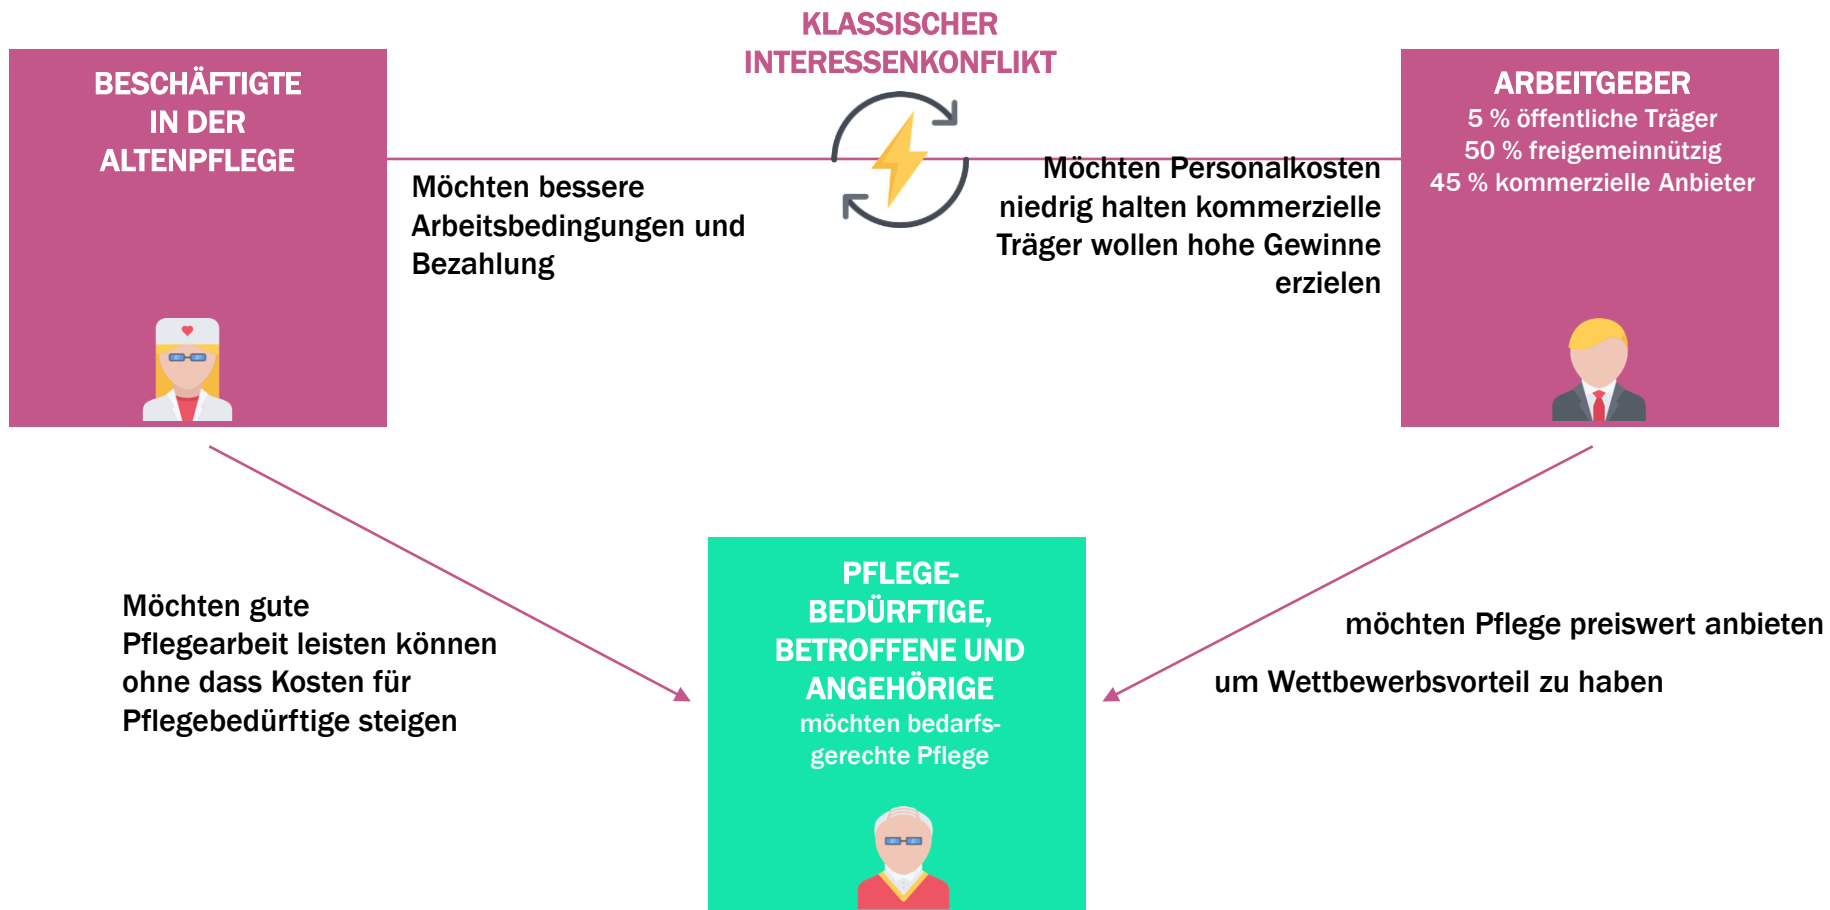 KLASSISCHER
INTERESSENKONFLIKT
BESCHÄFTIGTE
IN DER
ALTENPFLEGE
ARBEITGEBER
5 % öffentliche Träger
50 % freigemeinnützig
45 % kommerzielle Anbieter
Möchten bessere
Arbeitsbedingungen und
Bezahlung
Möchten Personalkosten
niedrig halten kommerzielle
Träger wollen hohe Gewinne
erzielen
Möchten gute
Pflegearbeit leisten können
ohne dass Kosten für
Pflegebedürftige steigen
PFLEGE-
BEDÜRFTIGE,
BETROFFENE UND
ANGEHÖRIGE
möchten bedarfs-
gerechte Pflege
möchten Pflege preiswert anbieten
um Wettbewerbsvorteil zu haben